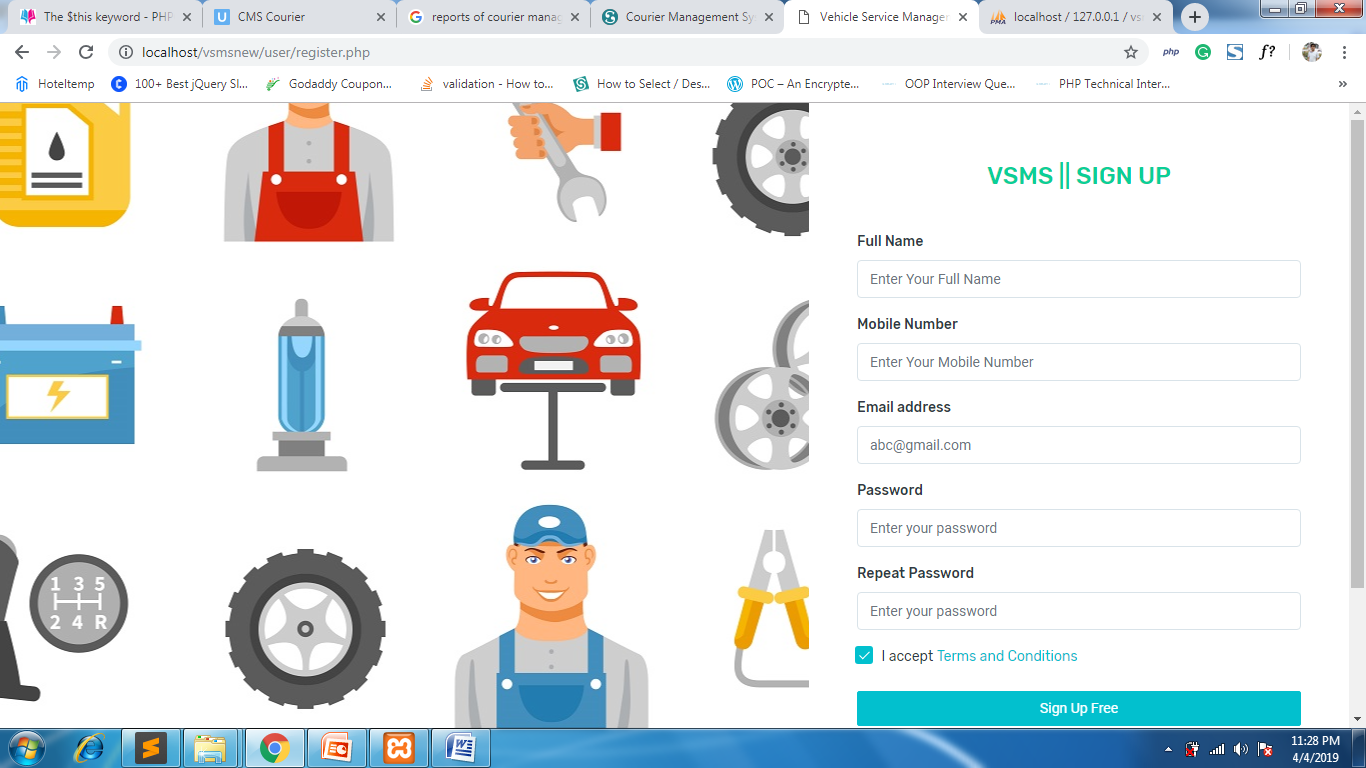 The $this keyword - PHP
CMS Courier
reports of courier manag
Courier Management Sy
Vehicle Service Manager
localhost / 127.0.0.1 / vs
localhost/vsmsnew/user/register.php
php
f?
Hoteltemp
100+ Best jQuery Sl...
Godaddy Coupon...
validation - How to...
How to Select / Des...
POC – An Encrypte...
OOP Interview Que...
PHP Technical Inter...
»
VSMS || SIGN UP
Full Name
Enter Your Full Name
Mobile Number
Enter Your Mobile Number
Email address
abc@gmail.com
Password
Enter your password
Repeat Password
Enter your password
I accept Terms and Conditions
Sign Up Free
1 3 5
2 4 R
11:28 PM
4/4/2019